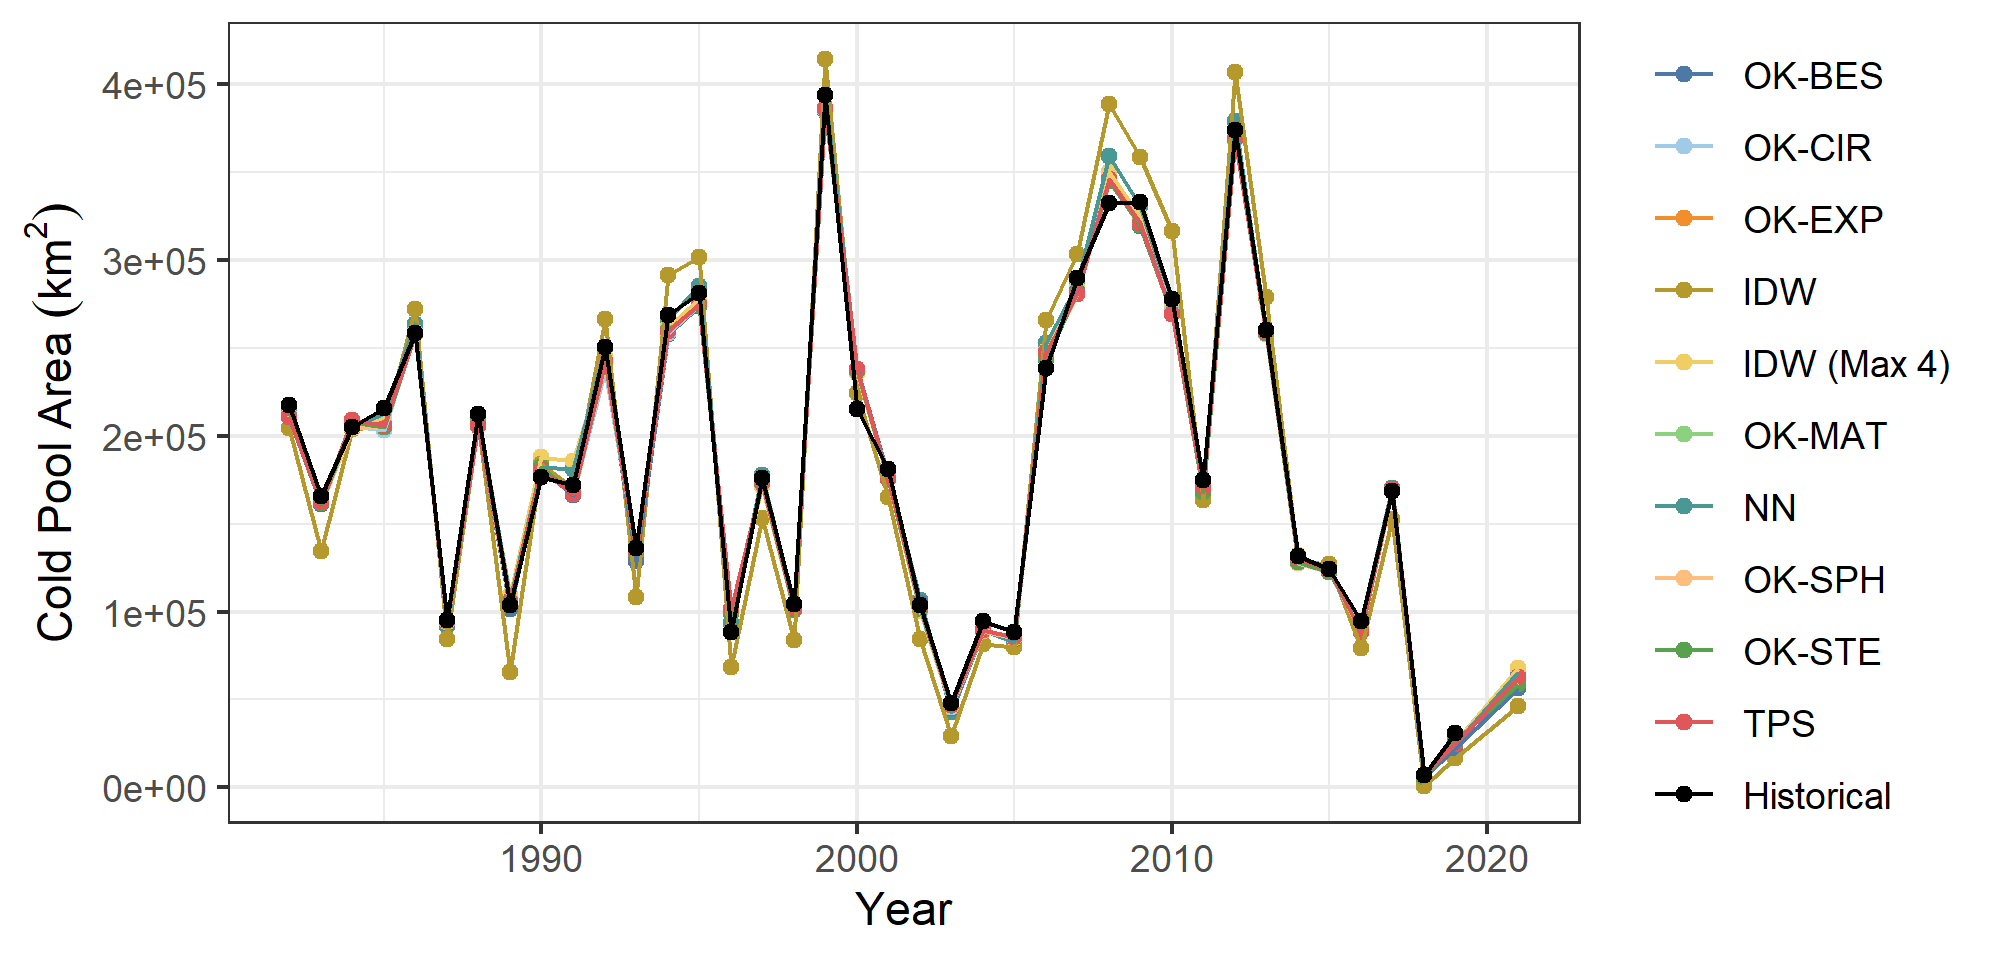 Cold Pool Area (km²)
4e+05
3e+05
2e+05
1e+05
0e+00
1990 2000 2010 2020
Year
OK-BES
OK-CIR
OK-EXP
IDW
IDW (Max 4)
OK-MAT
NN
OK-SPH
OK-STE
TPS
Historical